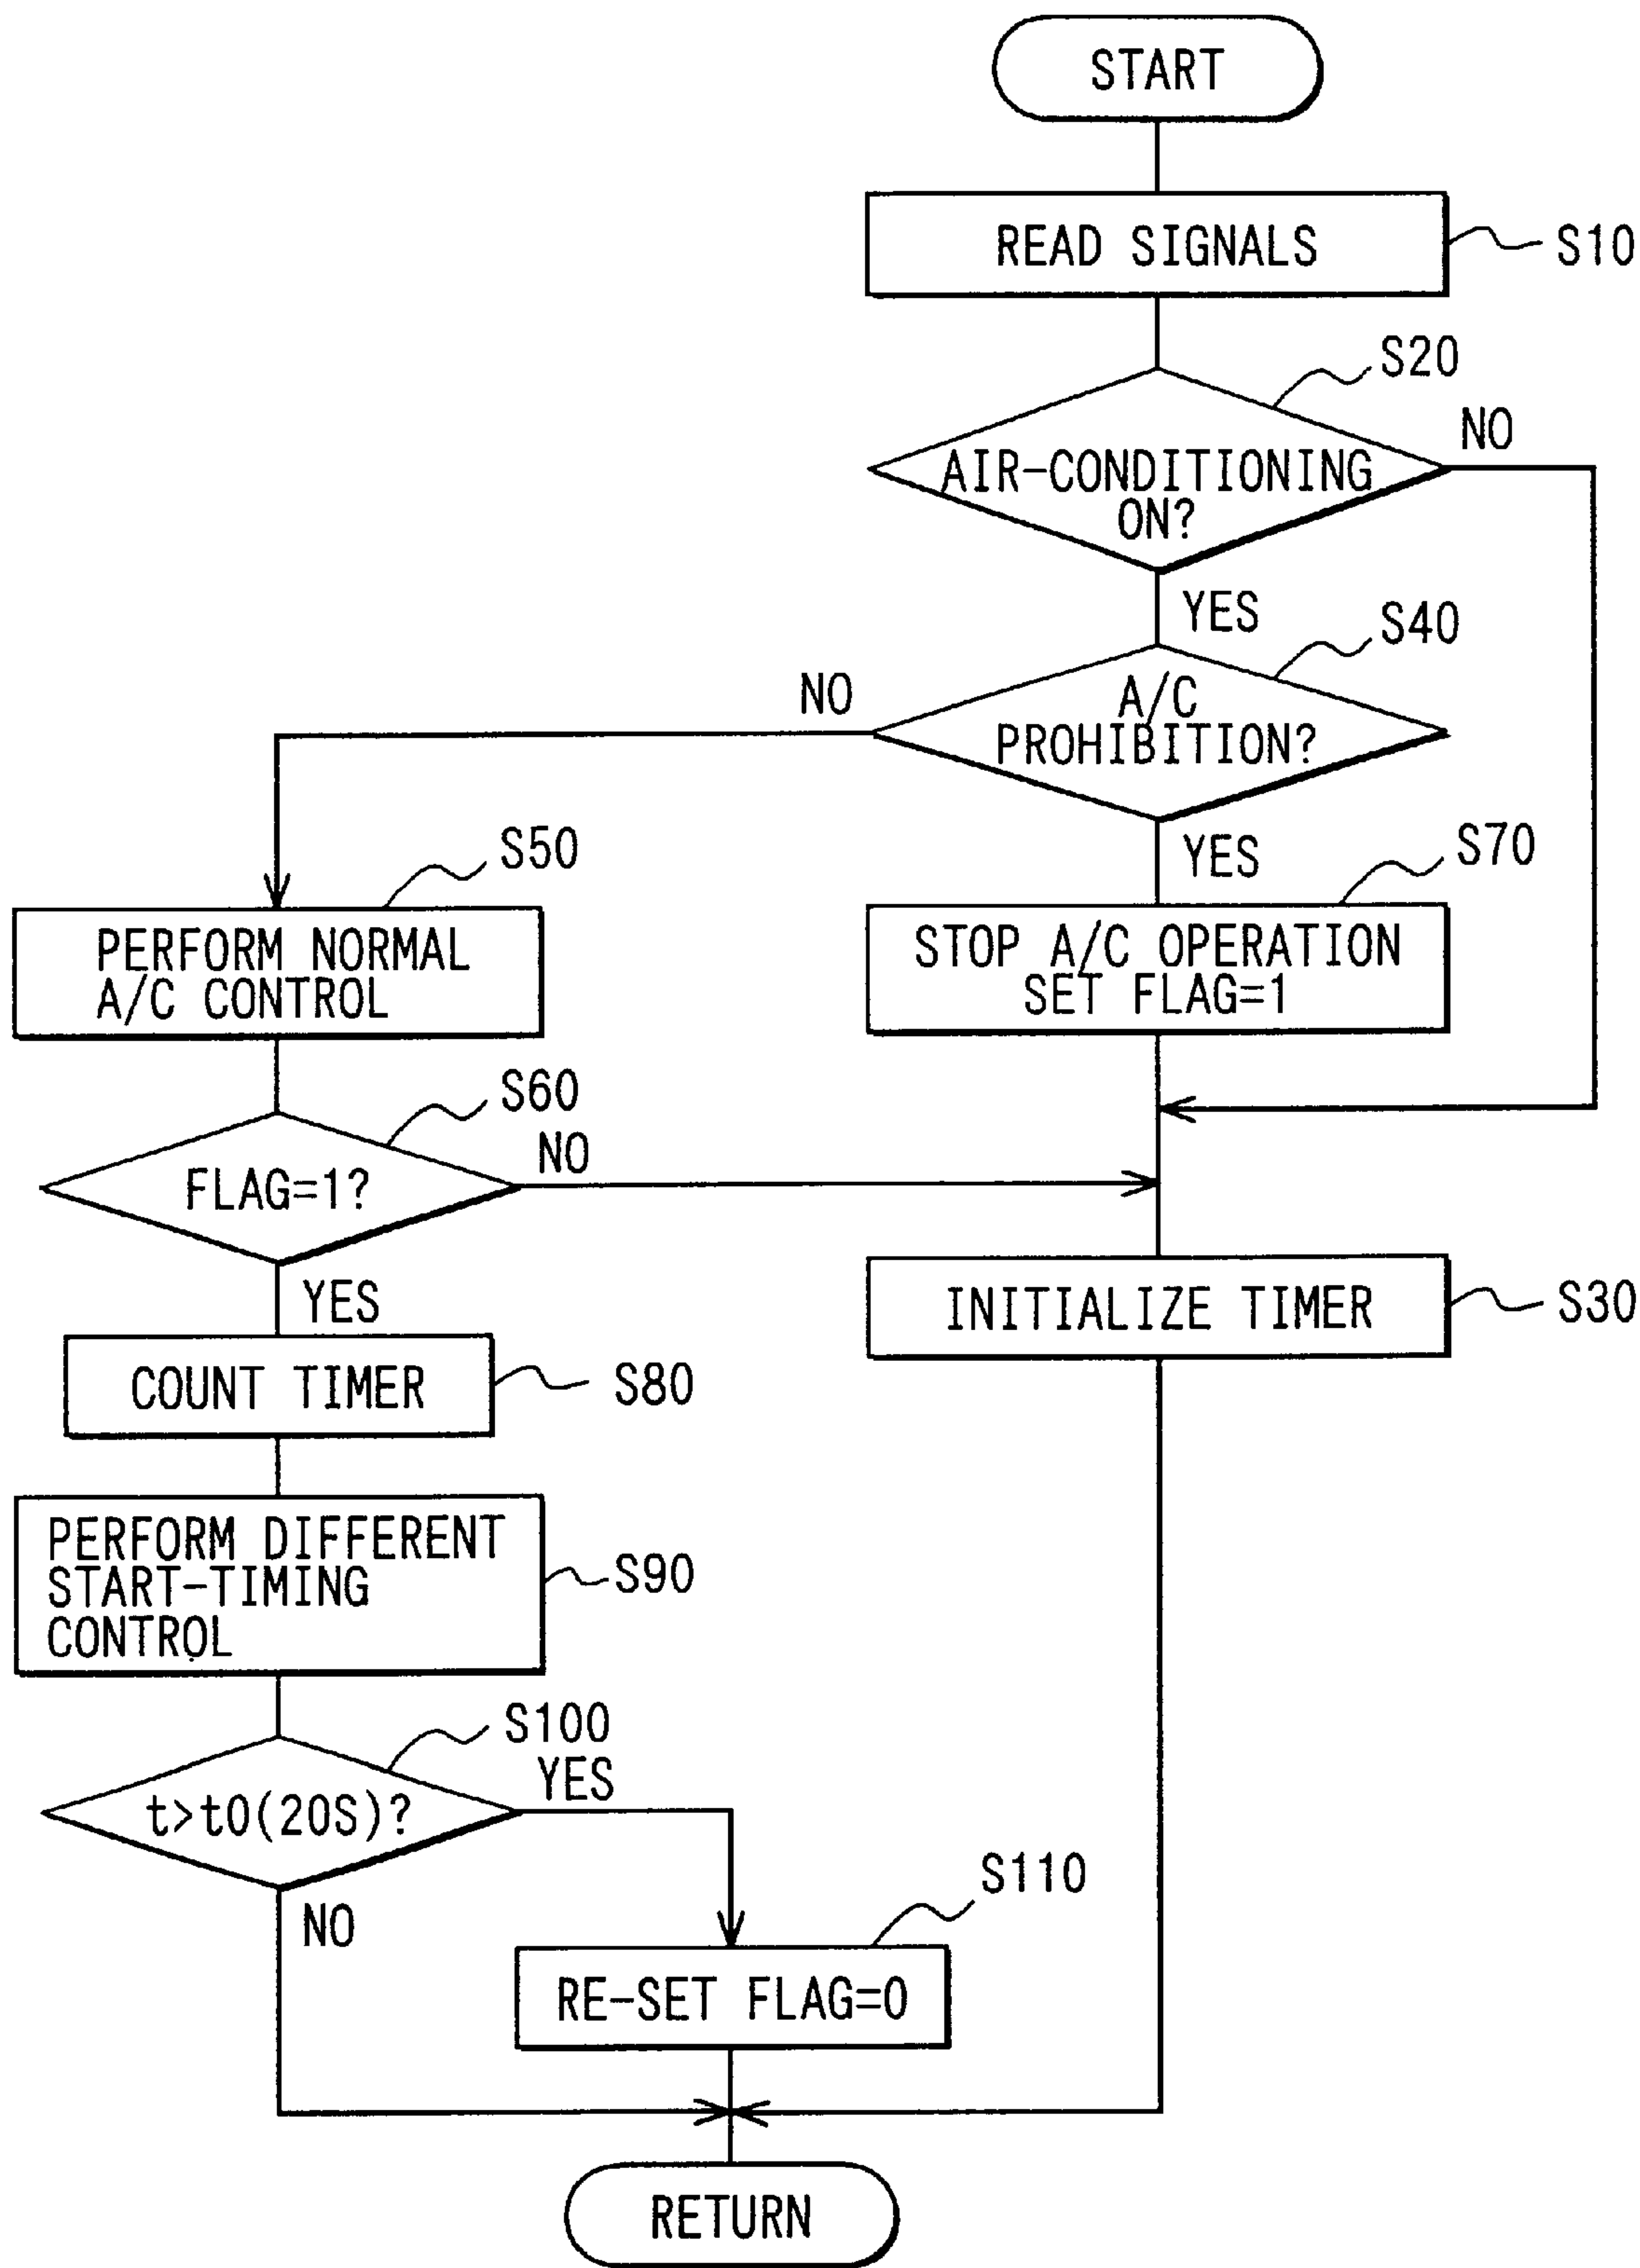 START
READ SIGNALS
S10
S20
AIR-CONDITIONING
ON?
NO
YES
S40
A/C
PROHIBITION?
NO
YES
S50
PERFORM NORMAL
A/C CONTROL
S70
STOP A/C OPERATION
SET FLAG=1
S60
FLAG=1?
NO
YES
INITIALIZE TIMER
S30
COUNT TIMER
S80
PERFORM DIFFERENT
START-TIMING
CONTROL
S90
S100
t>t0(20S)?
YES
NO
S110
RE-SET FLAG=0
RETURN